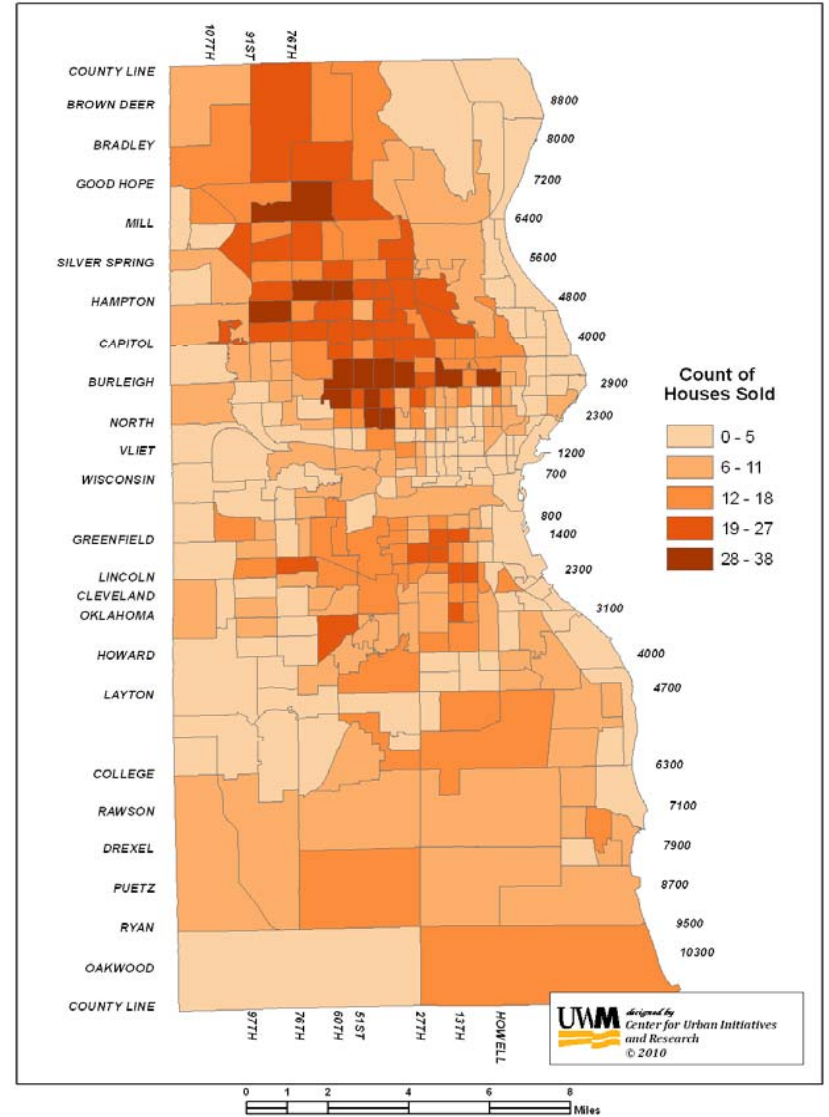 107TH
91ST
76TH
COUNTY LINE
BROWN DEER
BRADLEY
GOOD HOPE
MILL
SILVER SPRING
HAMPTON
CAPITOL
BURLEIGH
NORTH
VLIET
WISCONSIN
GREENFIELD
LINCOLN
CLEVELAND
OKLAHOMA
HOWARD
LAYTON
COLLEGE
RAWSON
DREXEL
PUETZ
RYAN
OAKWOOD
COUNTY LINE
8800
8000
7200
6400
5600
4800
4000
2900
2300
1200
700
800
1400
2300
3100
4000
4700
6300
7100
7900
8700
9500
10300
Count of
Houses Sold
0 - 5
6 - 11
12 - 18
19 - 27
28 - 38
97TH
76TH
60TH
51ST
27TH
13TH
HOWELL
UWM
designed by
Center for Urban Initiatives
and Research
© 2010
0 1 2 4 6 8
Miles